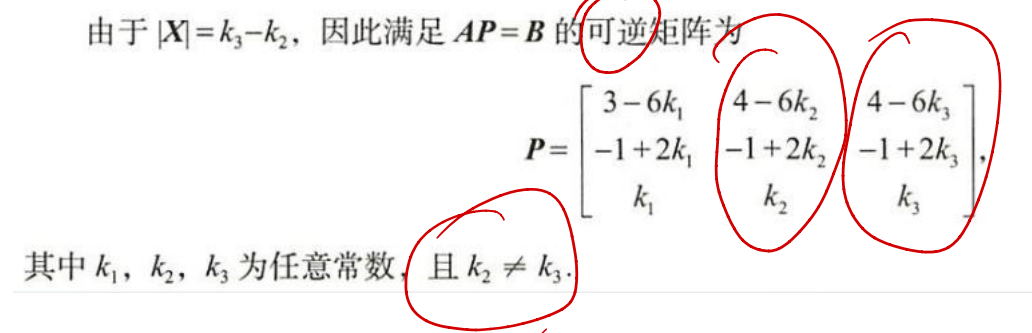 由于 |X|=k₃−k₂, 因此满足 AP=B 的可逆矩阵为
P= [ 3−6k₁ 4−6k₂ 4−6k₃
−1+2k₁ −1+2k₂ −1+2k₃
k₁ k₂ k₃ ],
其中 k₁, k₂, k₃ 为任意常数, 且 k₂ ≠ k₃.